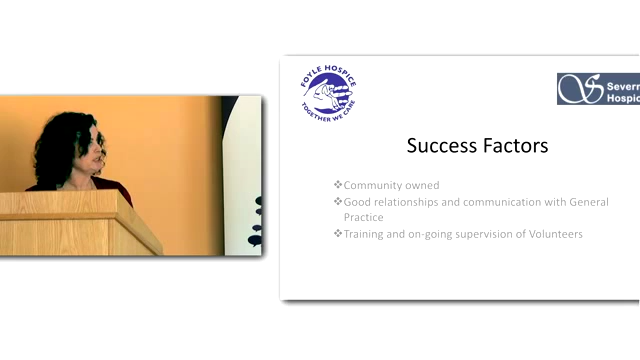 FOYLE HOSPICE
TOGETHER WE CARE
Severn
Hospice
Success Factors
❖Community owned
❖Good relationships and communication with General
Practice
❖Training and on-going supervision of Volunteers